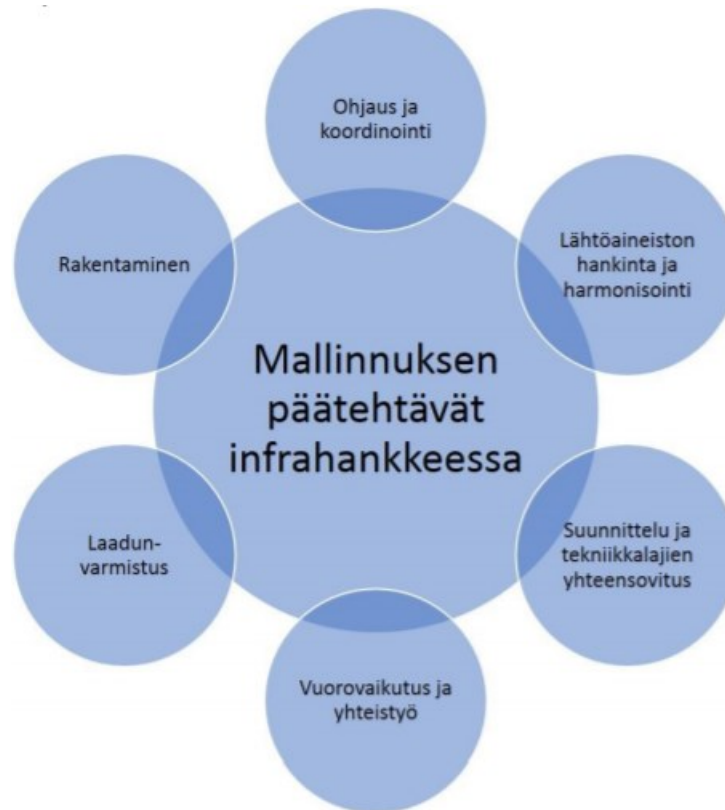 Ohjaus ja
koordinointi
Lähtöaineiston
hankinta ja
harmonisointi
Rakentaminen
Mallinnuksen
päätehtävät
infrahankkeessa
Suunnittelu ja
tekniikkalajien
yhteensovitus
Laadun-
varmistus
Vuorovaikutus ja
yhteistyö